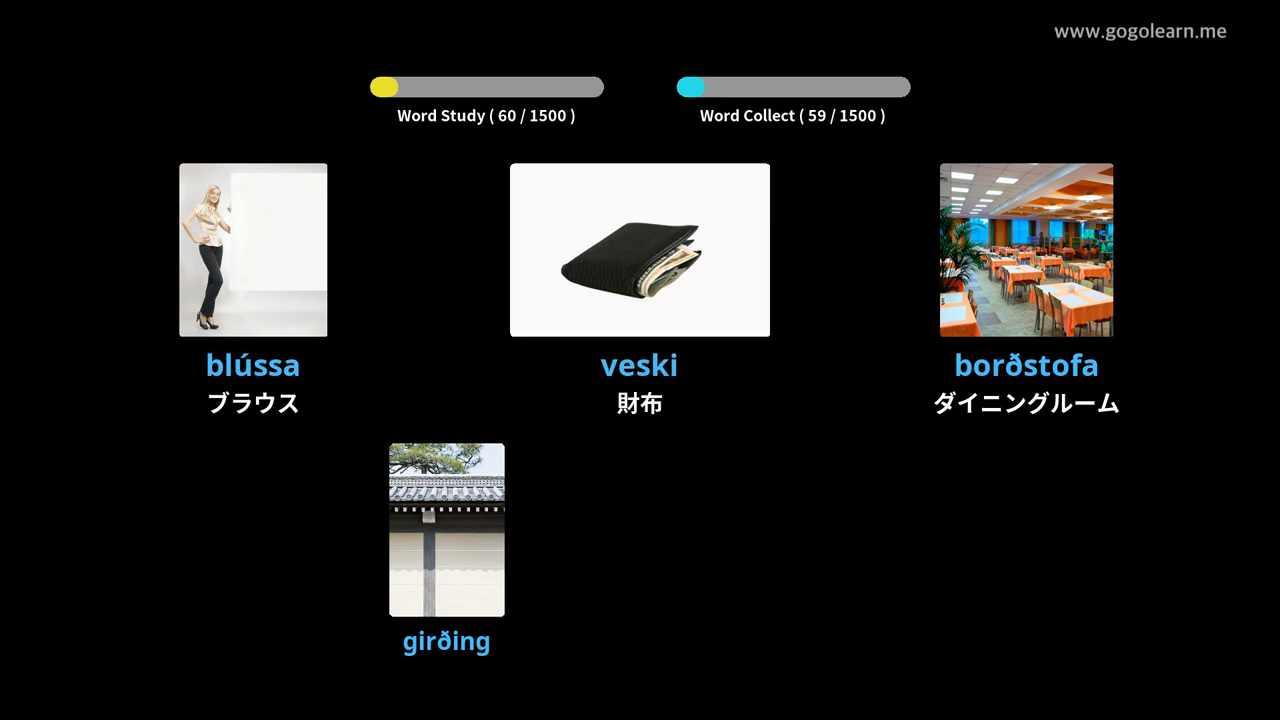 www.gogolearn.me
Word Study ( 60 / 1500 )
Word Collect ( 59 / 1500 )
blússa
ブラウス
veski
財布
borðstofa
ダイニングルーム
girðing